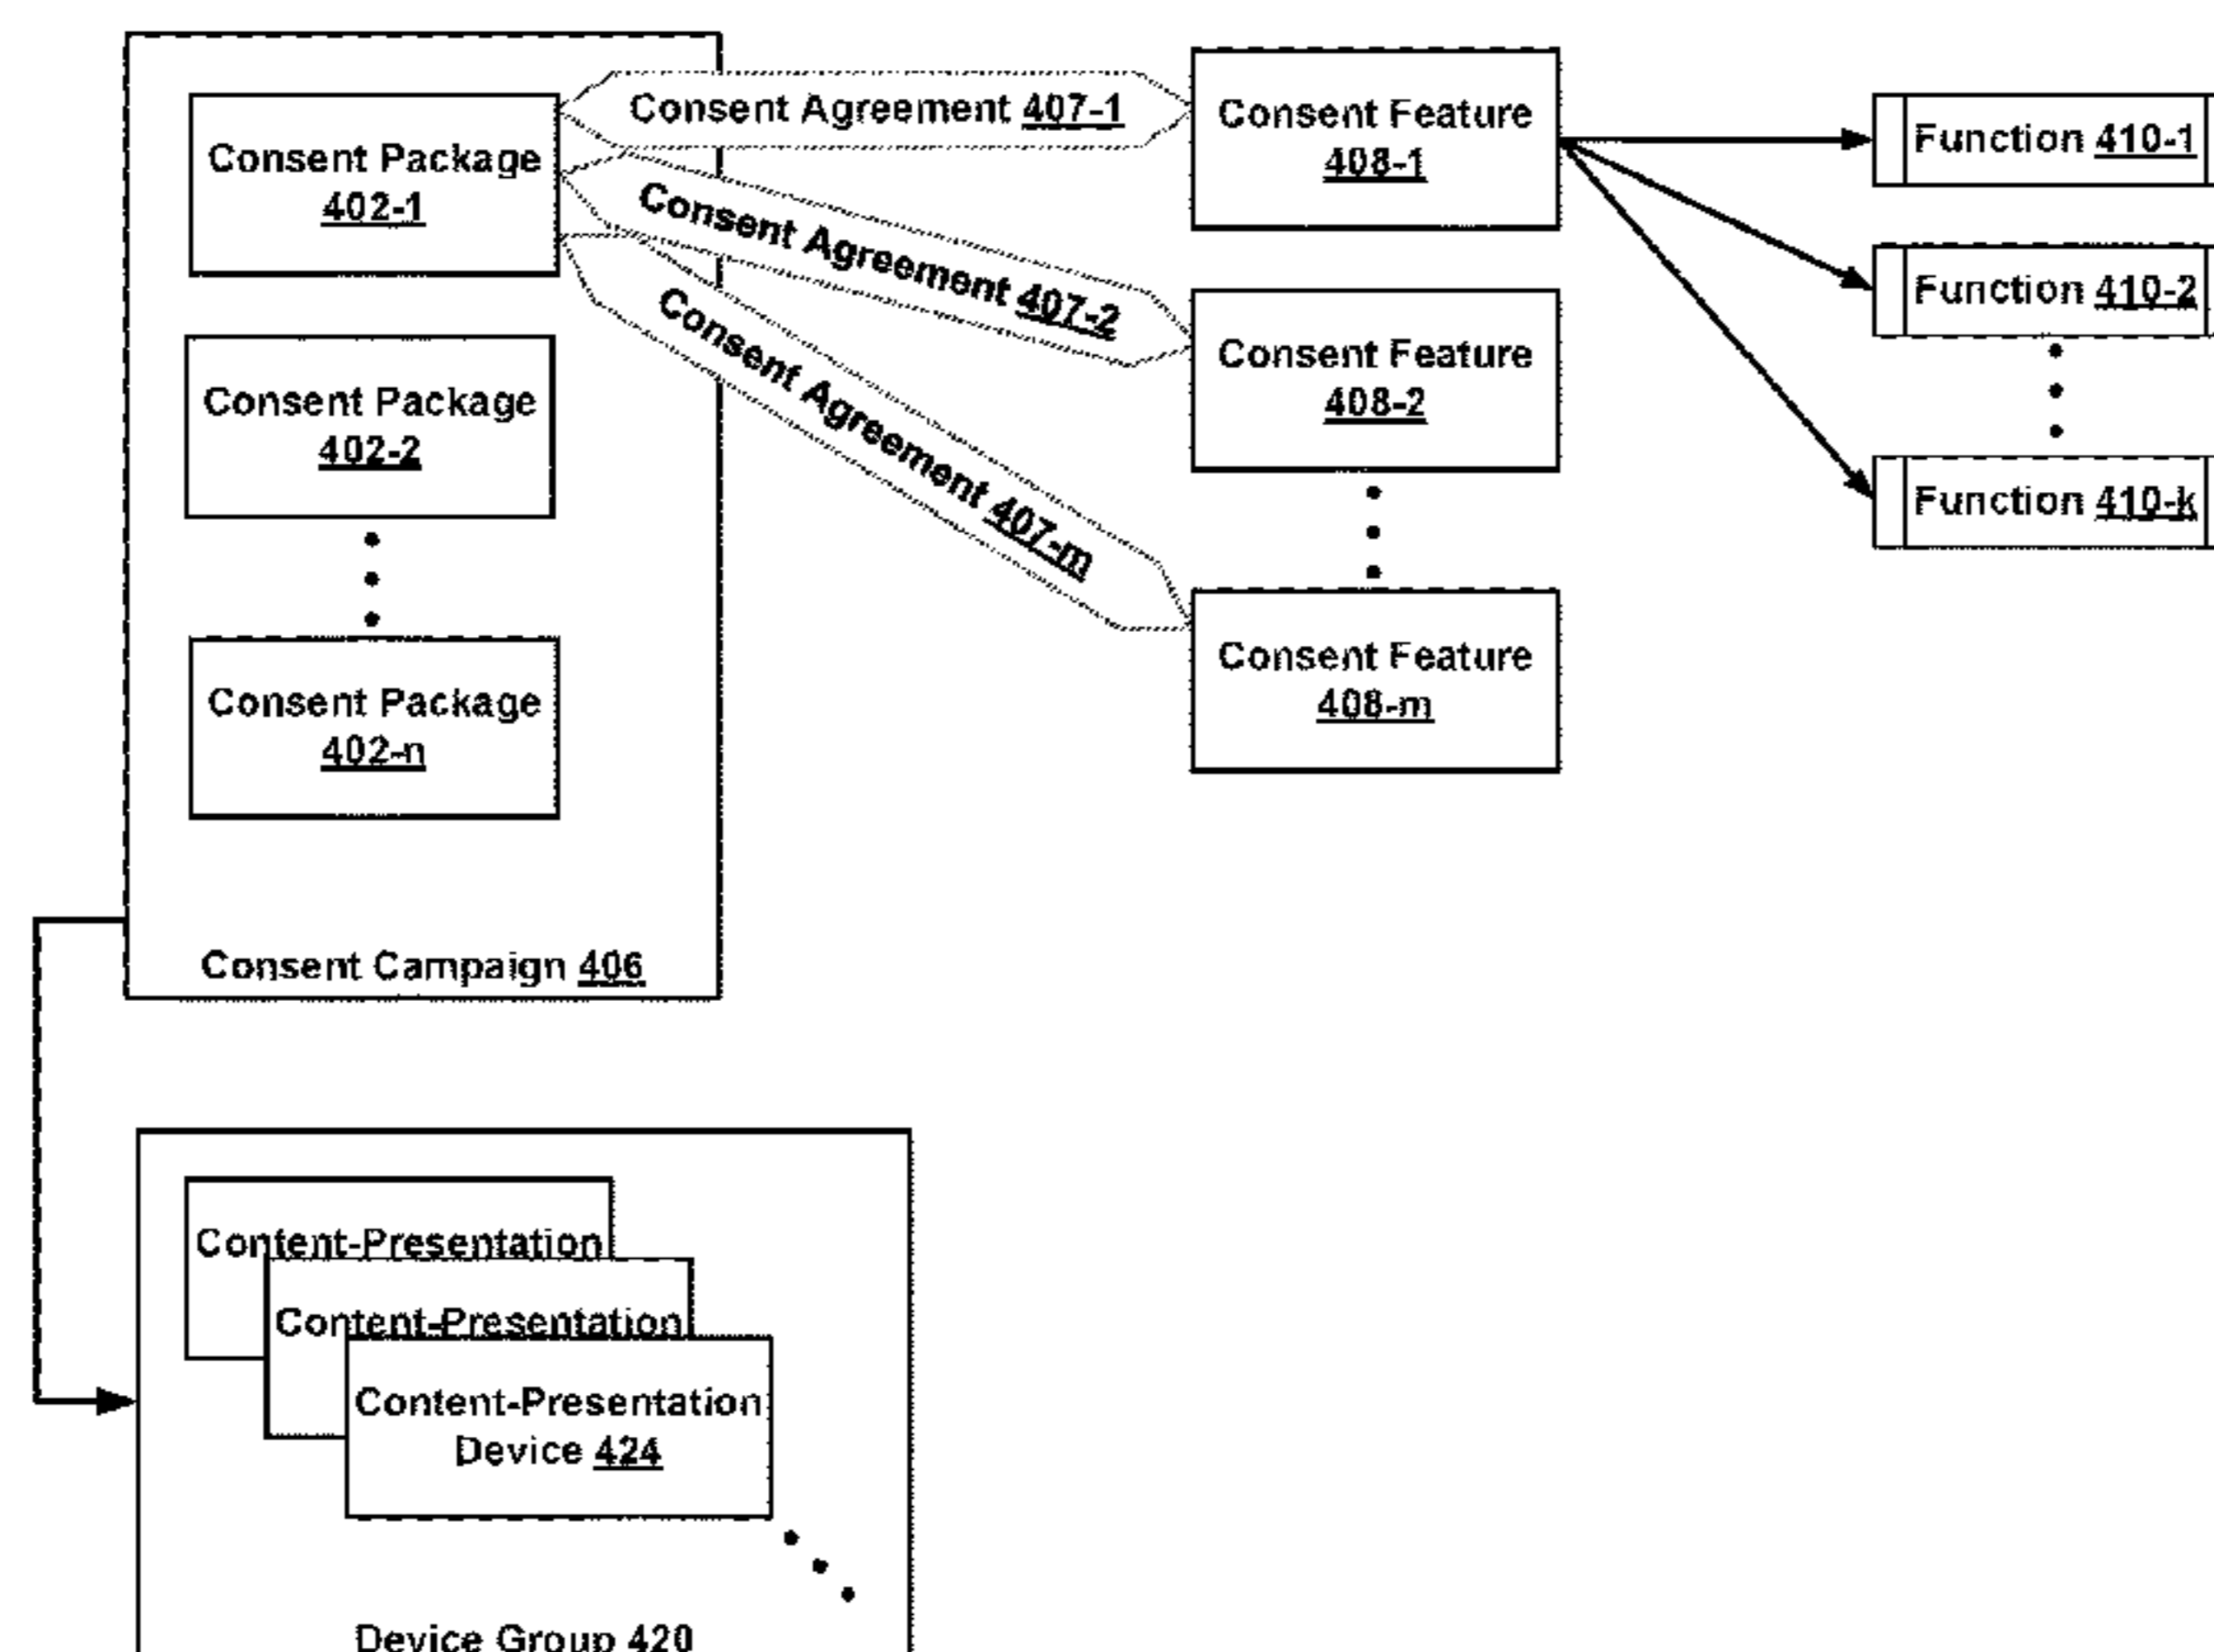 Consent Package
402-1
Consent Package
402-2
Consent Package
402-n
Consent Campaign 406
Consent Agreement 407-1
Consent Agreement 407-2
Consent Agreement 407-m
Consent Feature
408-1
Consent Feature
408-2
Consent Feature
408-m
Function 410-1
Function 410-2
Function 410-k
Content-Presentation
Content-Presentation
Content-Presentation
Device 424
Device Group 420